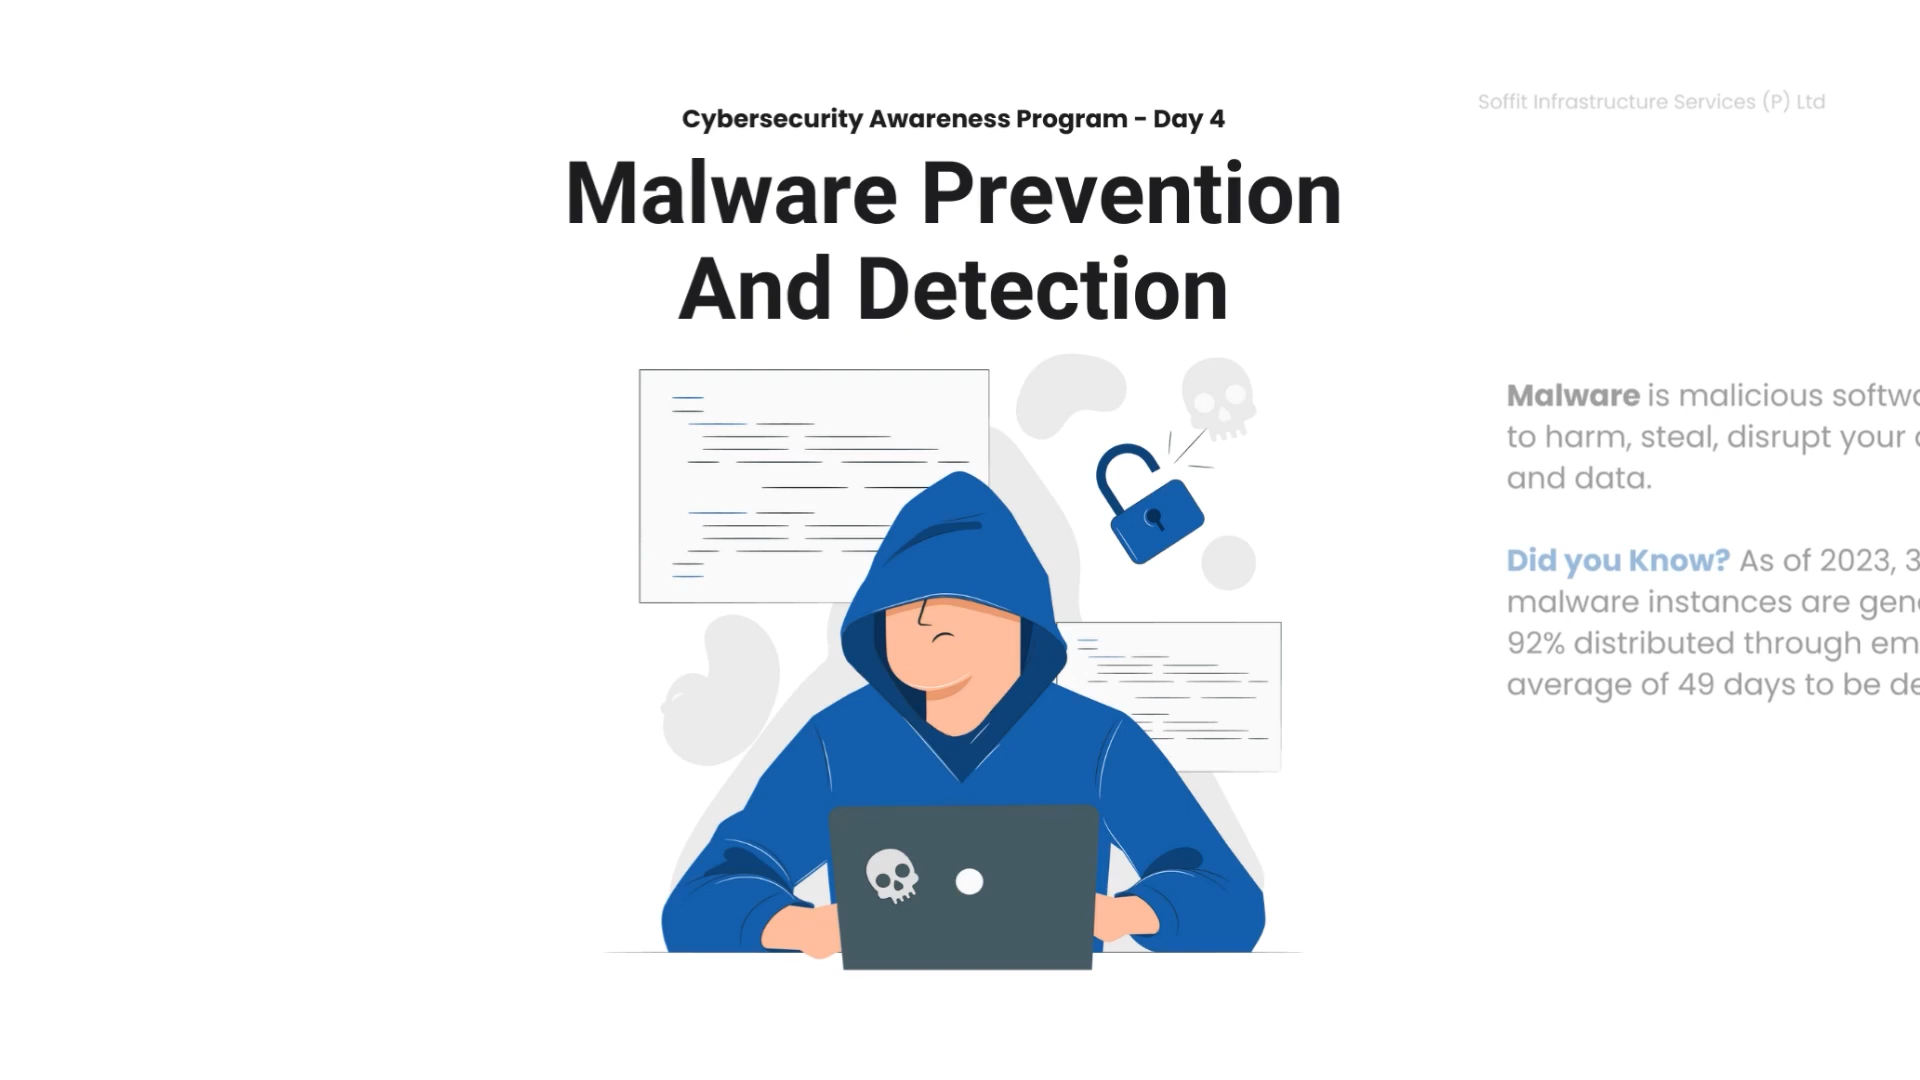 Soffit Infrastructure Services (P) Ltd
Cybersecurity Awareness Program - Day 4
Malware Prevention
And Detection
Malware is malicious
to harm, steal, disrupt your
and data.
Did you Know? As of 2023,
malware instances are
92% distributed through
average of 49 days to be